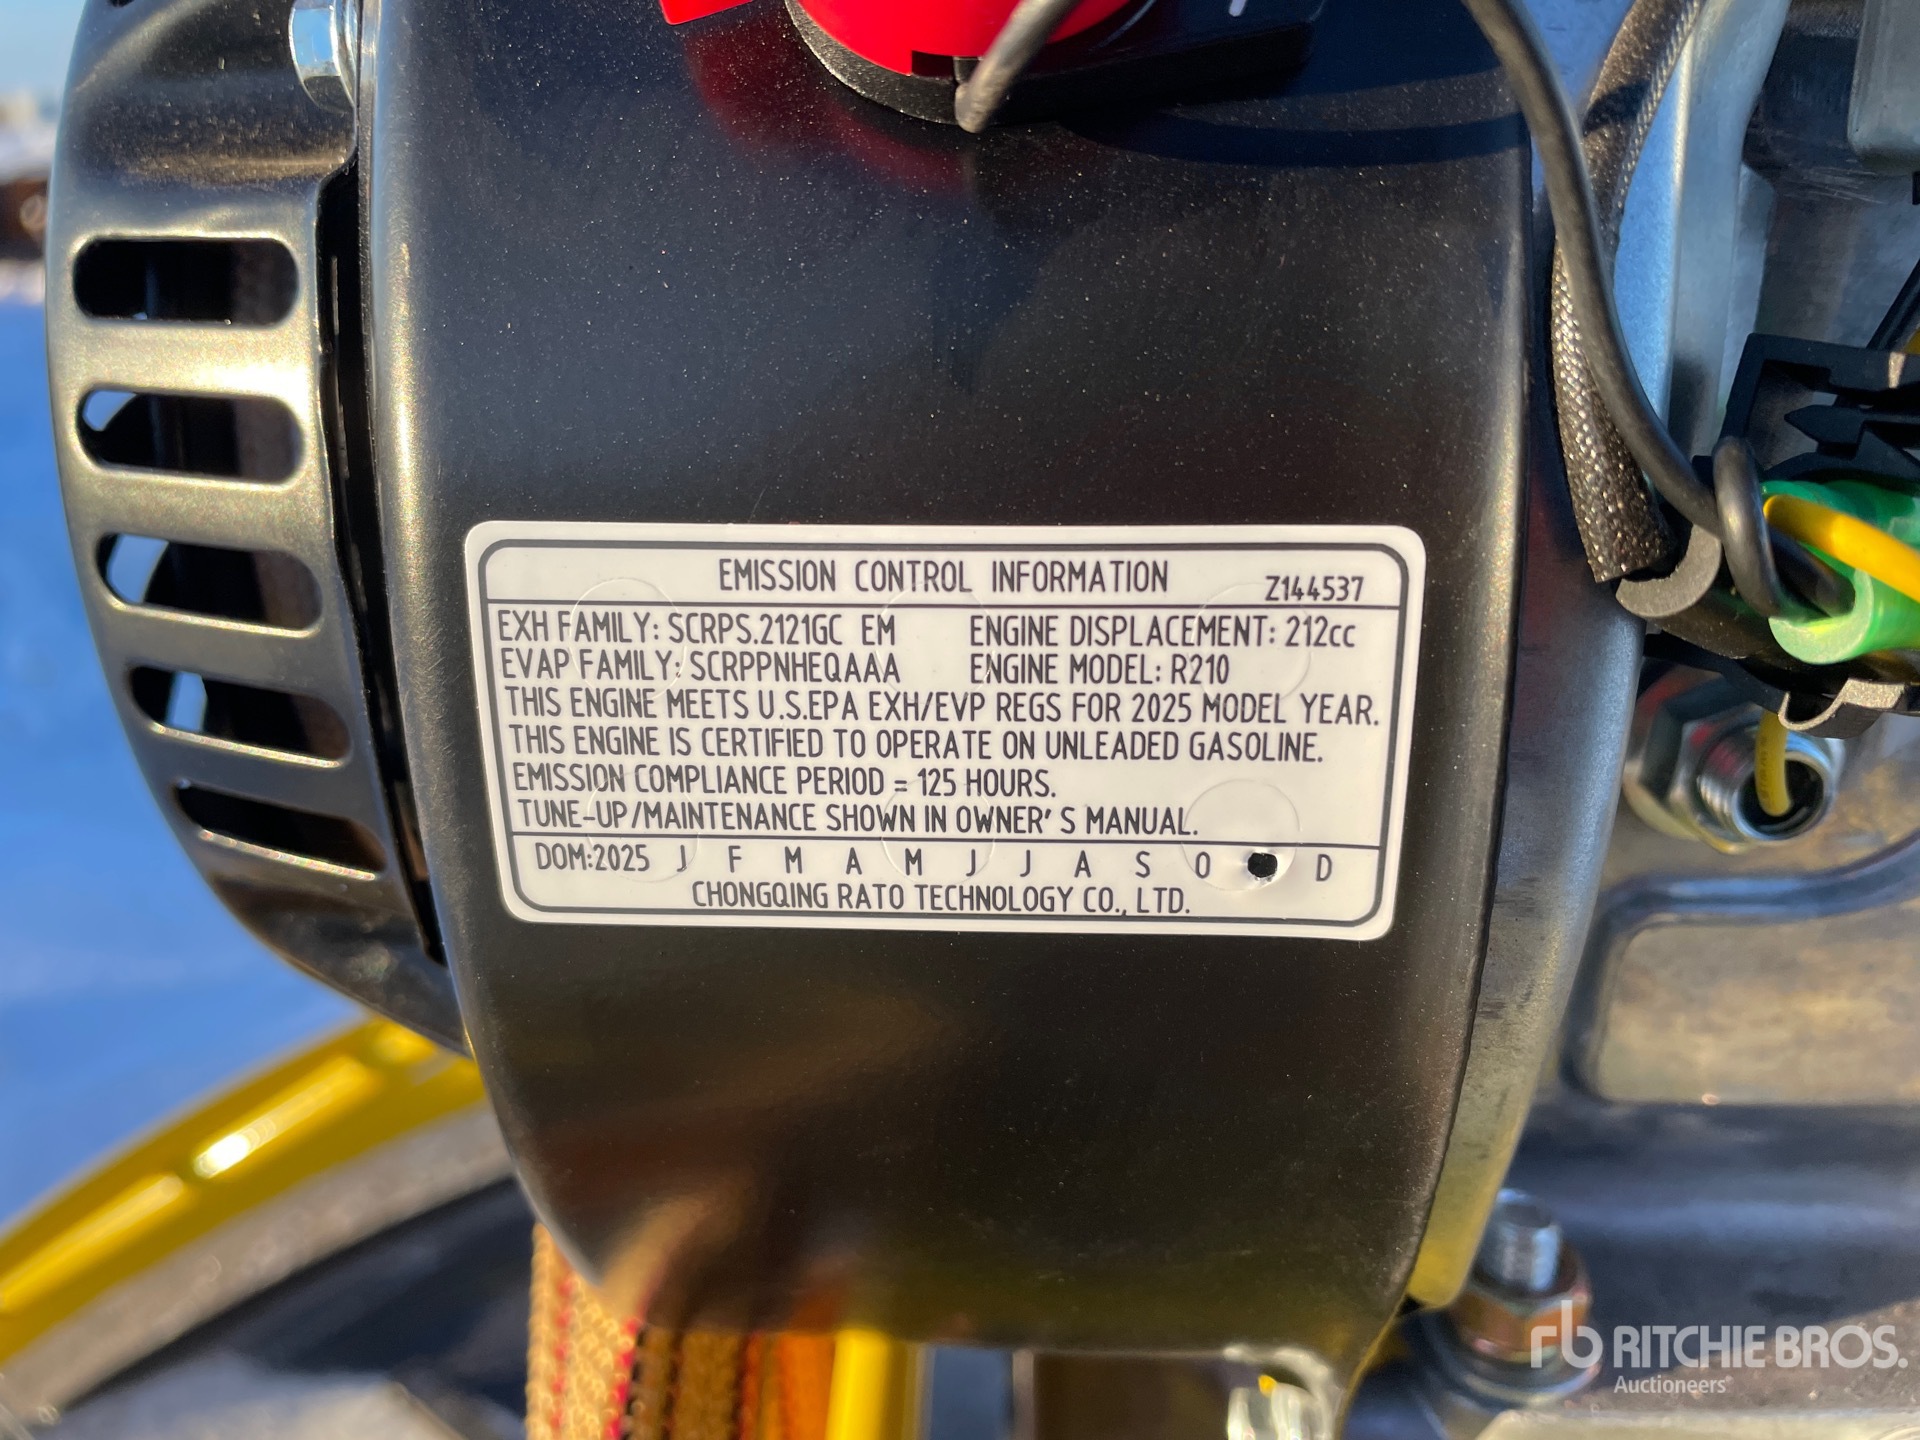 EMISSION CONTROL INFORMATION Z144537
EXH FAMILY: SCRPS.2121GC EM ENGINE DISPLACEMENT: 212cc
EVAP FAMILY: SCRPPNHEQAAA ENGINE MODEL: R210
THIS ENGINE MEETS U.S.EPA EXH/EVP REGS FOR 2025 MODEL YEAR.
THIS ENGINE IS CERTIFIED TO OPERATE ON UNLEADED GASOLINE.
EMISSION COMPLIANCE PERIOD = 125 HOURS.
TUNE-UP/MAINTENANCE SHOWN IN OWNER'S MANUAL.
DOM:2025 J F M A M J J A S O D
CHONGQING RATO TECHNOLOGY CO., LTD.
rb RITCHIE BROS.
Auctioneers